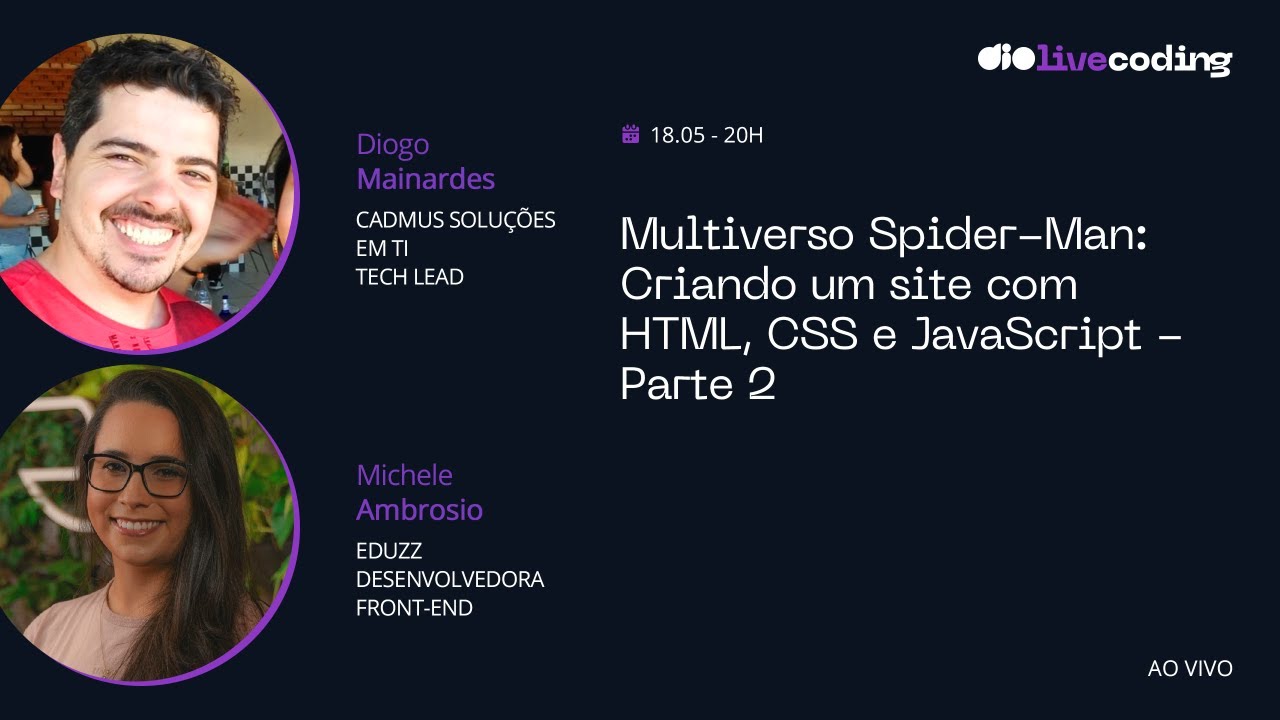 dio livecoding
18.05 - 20H
Multiverso Spider-Man:
Criando um site com
HTML, CSS e JavaScript -
Parte 2
Diogo
Mainardes
CADMUS SOLUÇÕES
EM TI
TECH LEAD
Michele
Ambrosio
EDUZZ
DESENVOLVEDORA
FRONT-END
AO VIVO